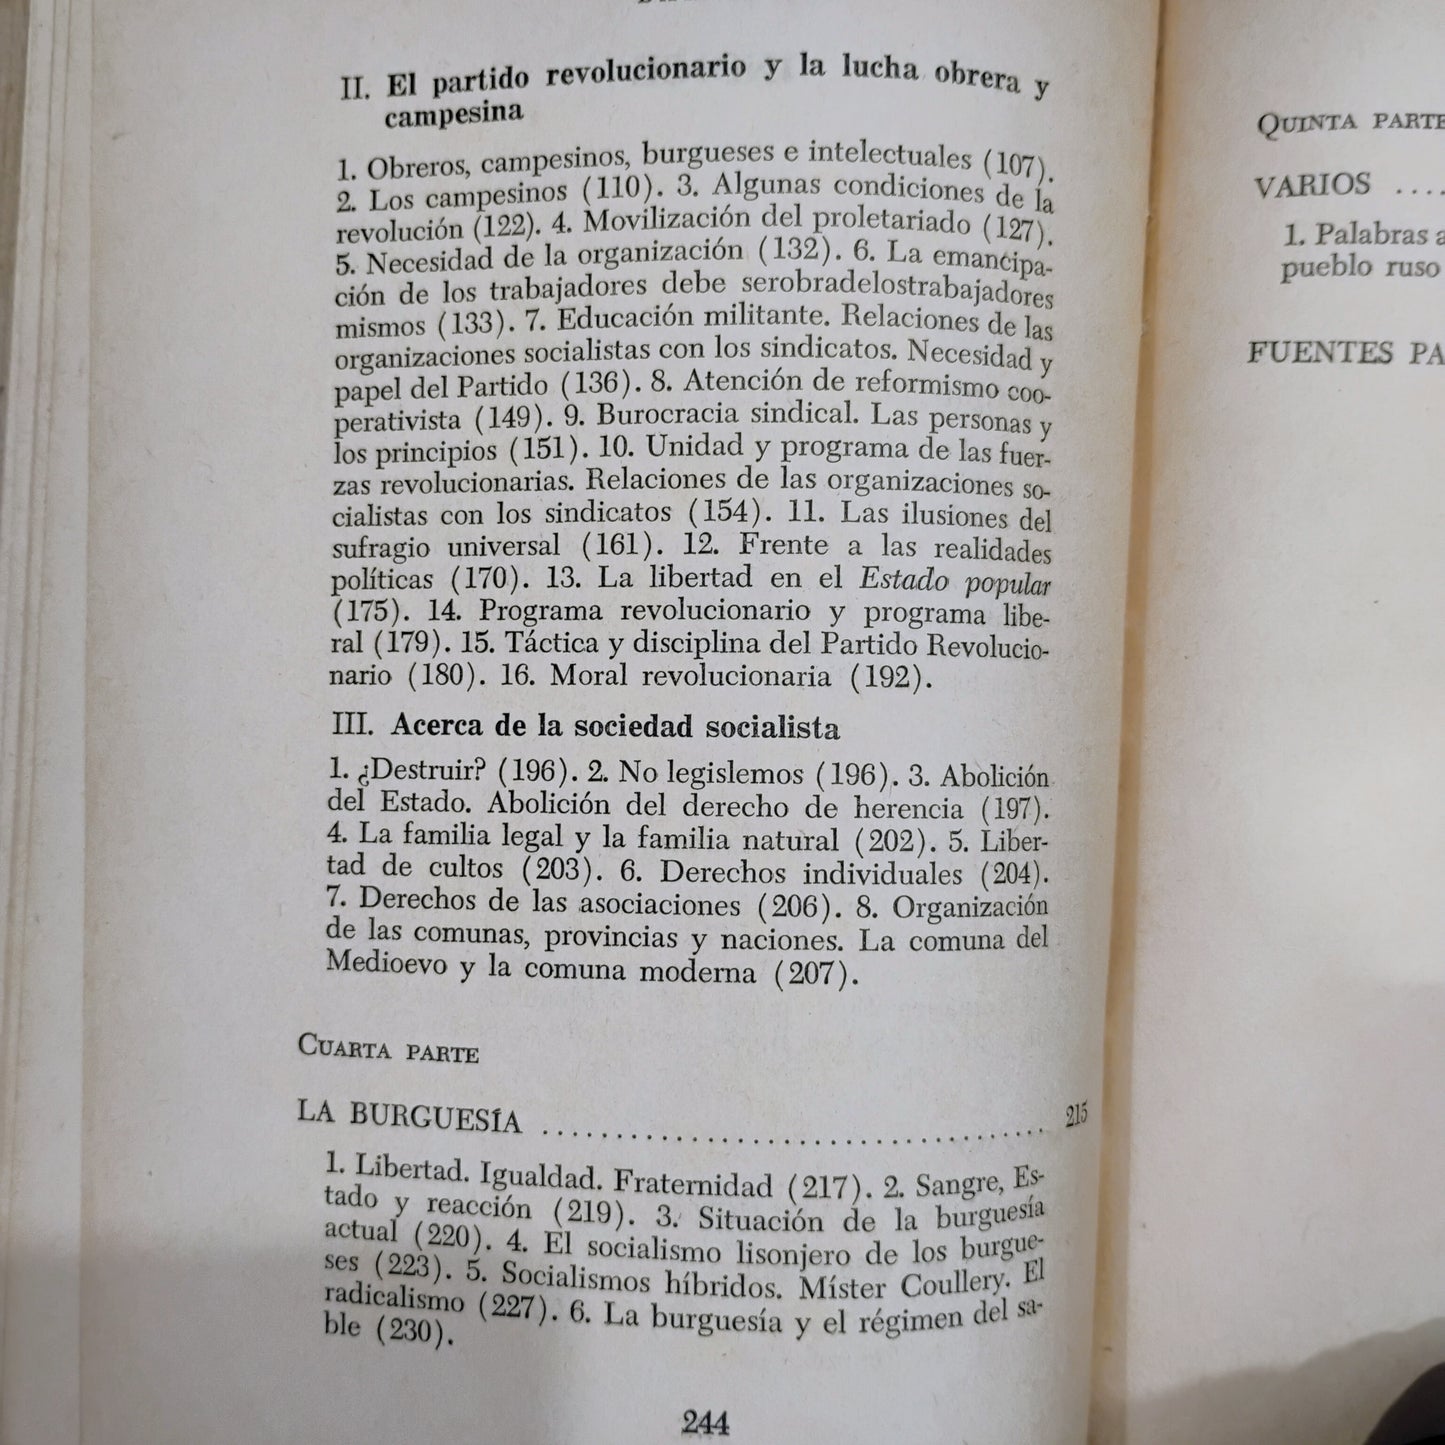 II. El partido revolucionario y la lucha obrera y
campesina
1. Obreros, campesinos, burgueses e intelectuales (107).
2. Los campesinos (110). 3. Algunas condiciones de la
revolución (122). 4. Movilización del proletariado (127).
5. Necesidad de la organización (132). 6. La emancipa-
ción de los trabajadores debe serobradelostrabajadores
mismos (133). 7. Educación militante. Relaciones de las
organizaciones socialistas con los sindicatos. Necesidad y
papel del Partido (136). 8. Atención de reformismo coo-
perativista (149). 9. Burocracia sindical. Las personas y
los principios (151). 10. Unidad y programa de las fuer-
zas revolucionarias. Relaciones de las organizaciones so-
cialistas con los sindicatos (154). 11. Las ilusiones del
sufragio universal (161). 12. Frente a las realidades
políticas (170). 13. La libertad en el Estado popular
(175). 14. Programa revolucionario y programa libe-
ral (179). 15. Táctica y disciplina del Partido Revolucio-
nario (180). 16. Moral revolucionaria (192).
III. Acerca de la sociedad socialista
1. ¿Destruir? (196). 2. No legislemos (196). 3. Abolición
del Estado. Abolición del derecho de herencia (197).
4. La familia legal y la familia natural (202). 5. Liber-
tad de cultos (203). 6. Derechos individuales (204).
7. Derechos de las asociaciones (206). 8. Organización
de las comunas, provincias y naciones. La comuna del
Medioevo y la comuna moderna (207).
CUARTA PARTE
LA BURGUESÍA ........................................ 215
1. Libertad. Igualdad. Fraternidad (217). 2. Sangre, Es-
tado y reacción (219). 3. Situación de la burguesía
actual (220). 4. El socialismo lisonjero de los burgue-
ses (223). 5. Socialismos híbridos. Míster Coullery. El
radicalismo (227). 6. La burguesía y el régimen del sa-
ble (230).
244
QUINTA PARTE
VARIOS ....
1. Palabras a
pueblo ruso
FUENTES PA